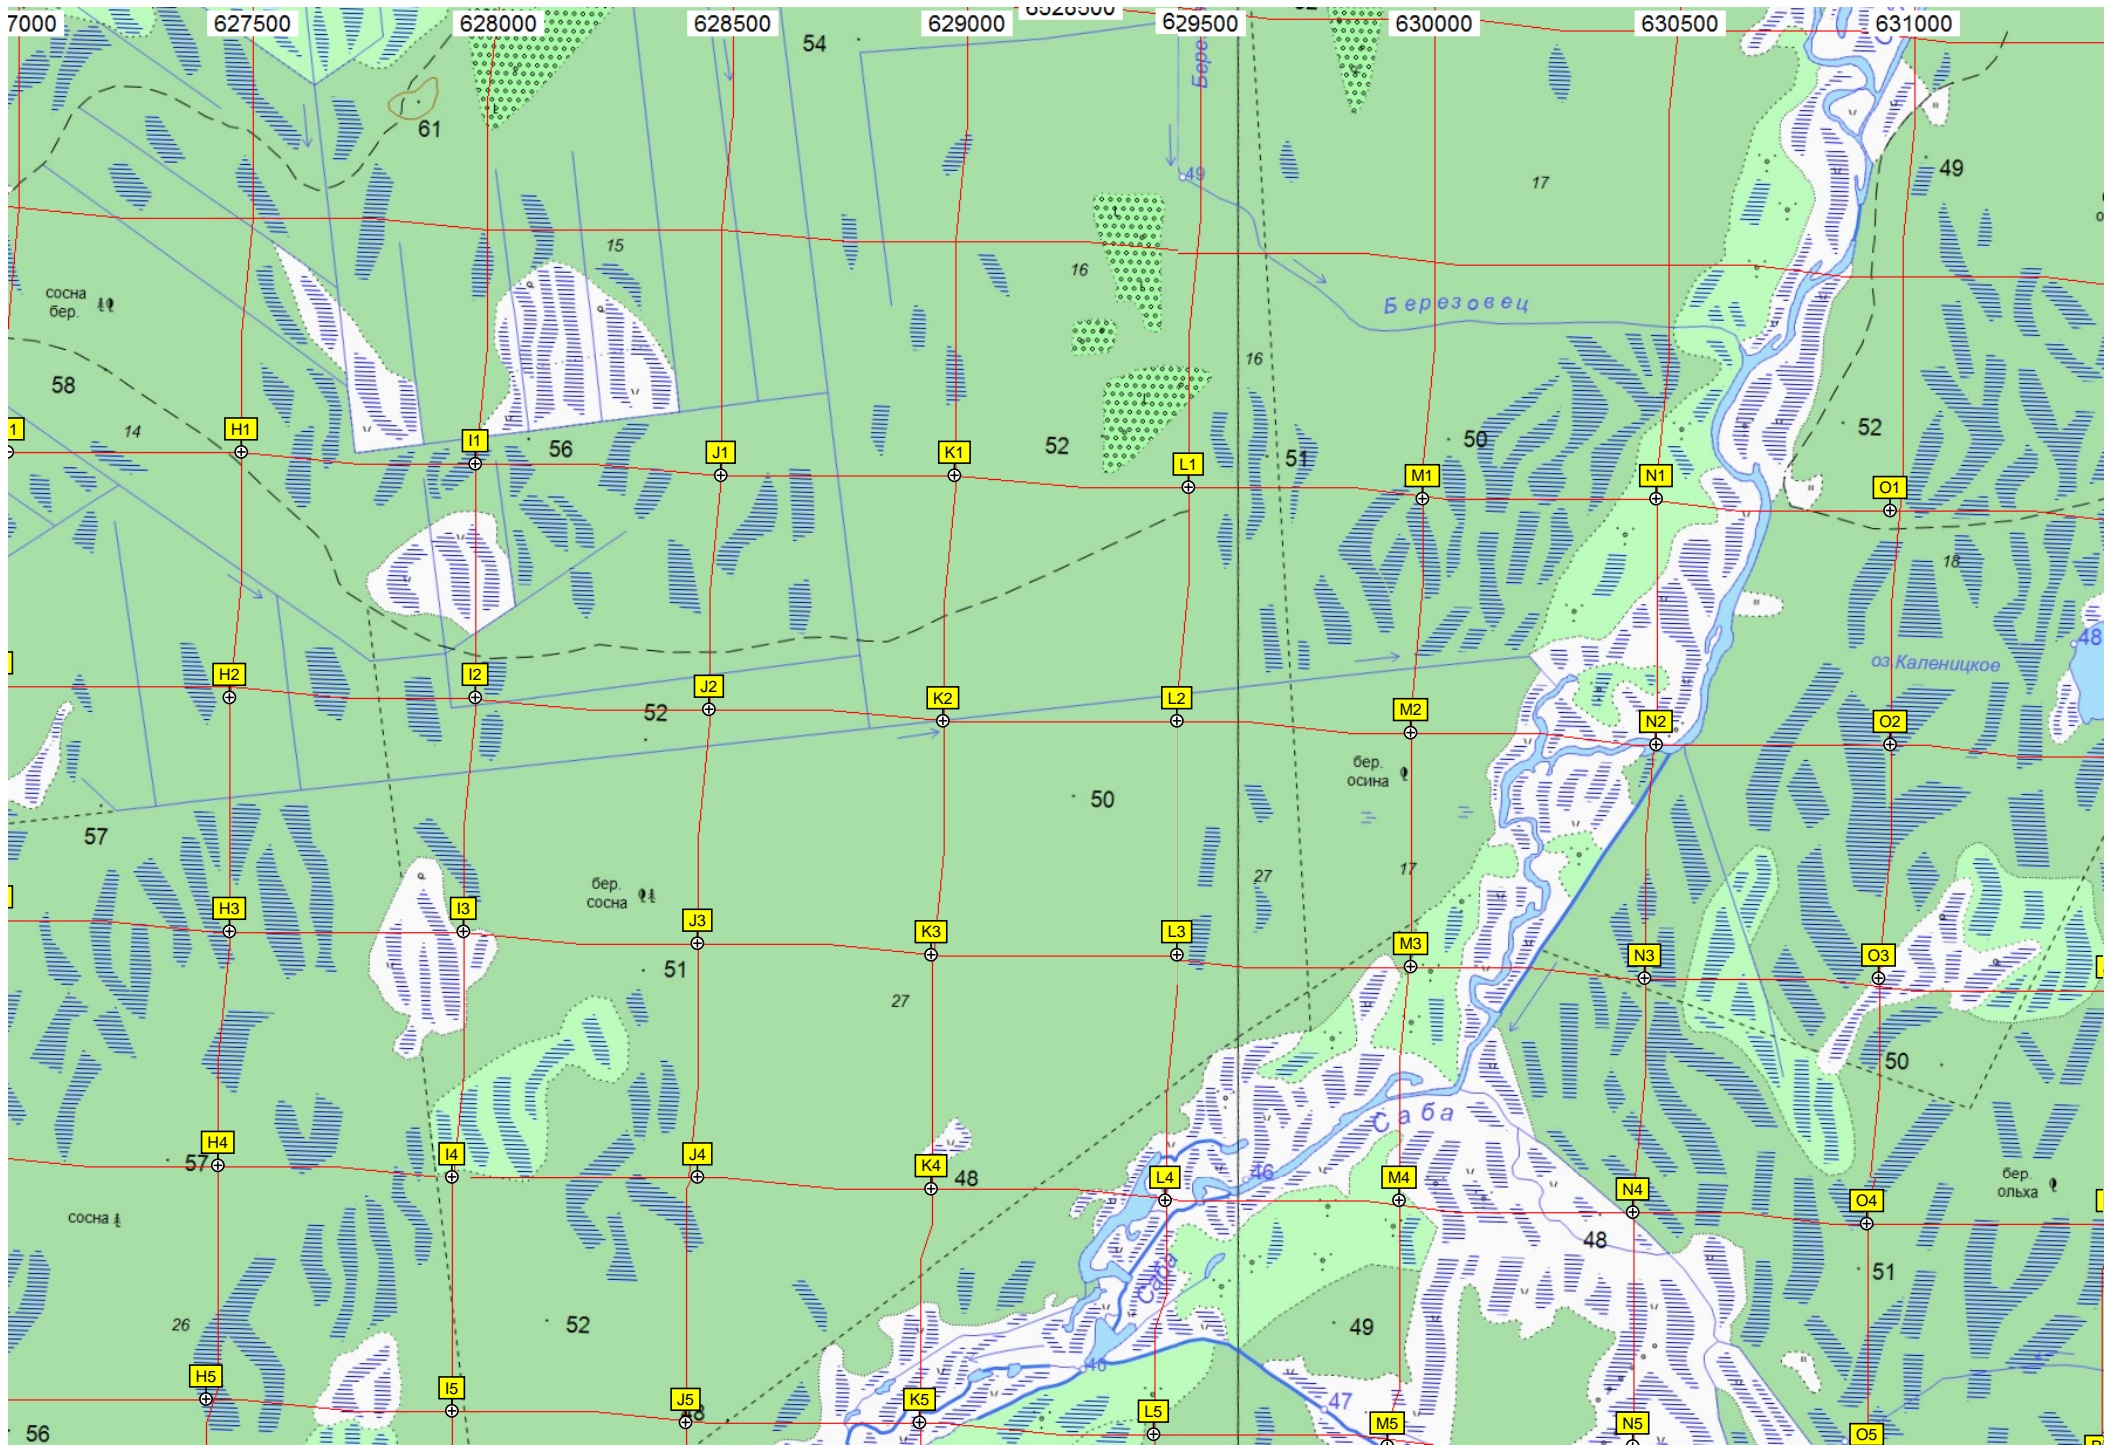 7000 627500 628000 628500 629000 6528500 629500 630000 630500 631000
54
Бере
61
49
49
17
15
16
сосна
бер.
Березовец
58
16
14
H1
I1
56
J1
K1
52
L1
51
M1
50
N1
O1
52
18
48
оз.Каленицкое
H2
I2
52
J2
K2
L2
M2
N2
O2
бер.
осина
50
57
17
27
бер.
сосна
H3
I3
J3
K3
L3
M3
N3
O3
51
27
50
Саба
H4
57
I4
J4
K4
48
L4
46
M4
N4
O4
бер.
ольха
сосна
48
51
Саба
26
52
49
46
H5
I5
J5
K5
L5
47
M5
N5
O5
56